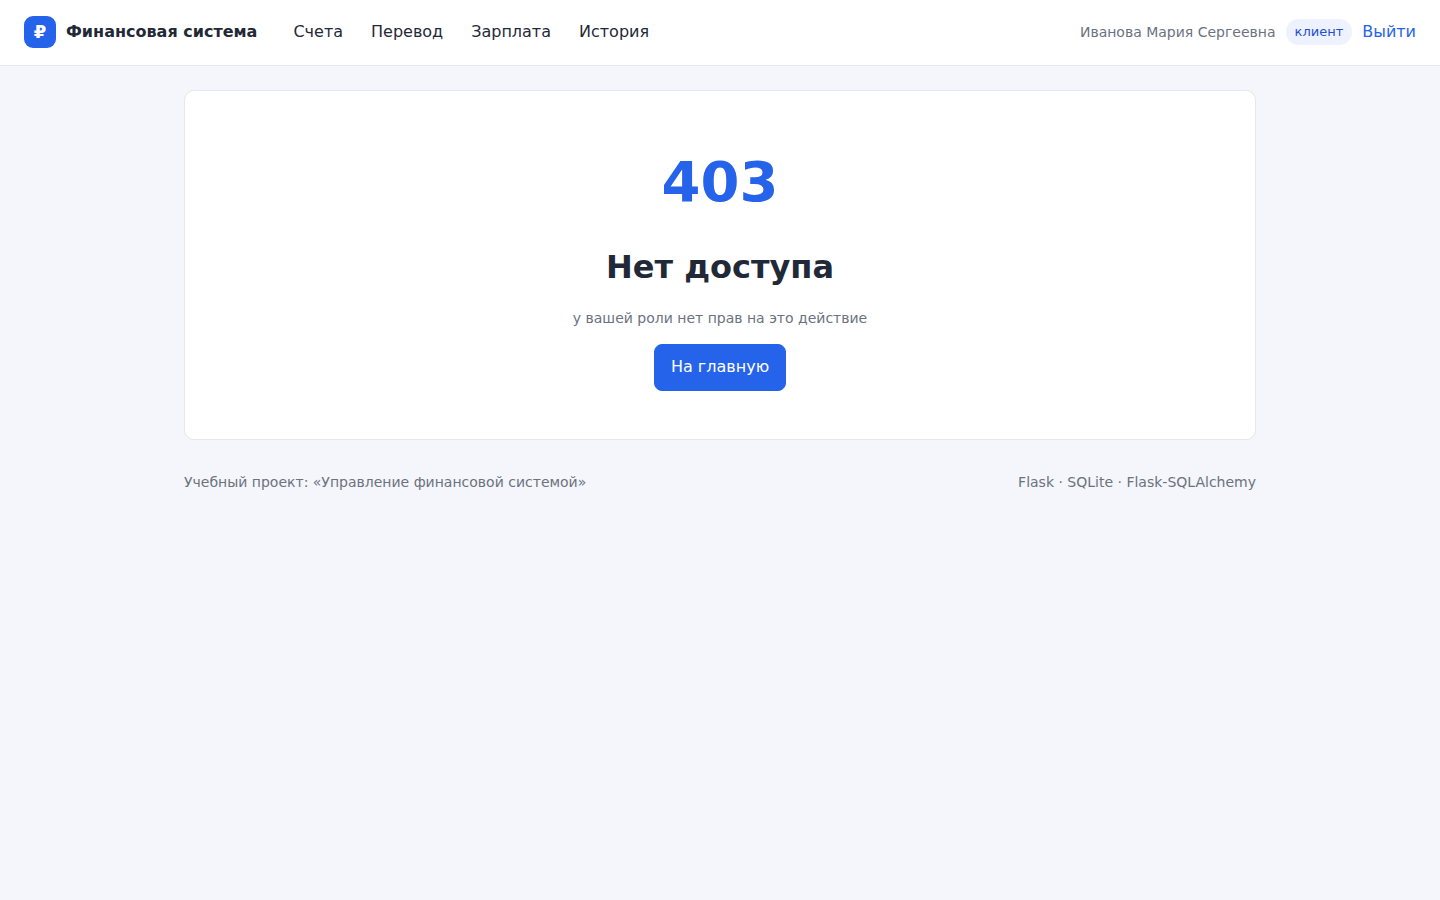 ₽ Финансовая система Счета Перевод Зарплата История Иванова Мария Сергеевна клиент Выйти
403
Нет доступа
у вашей роли нет прав на это действие
На главную
Учебный проект: «Управление финансовой системой» Flask · SQLite · Flask-SQLAlchemy